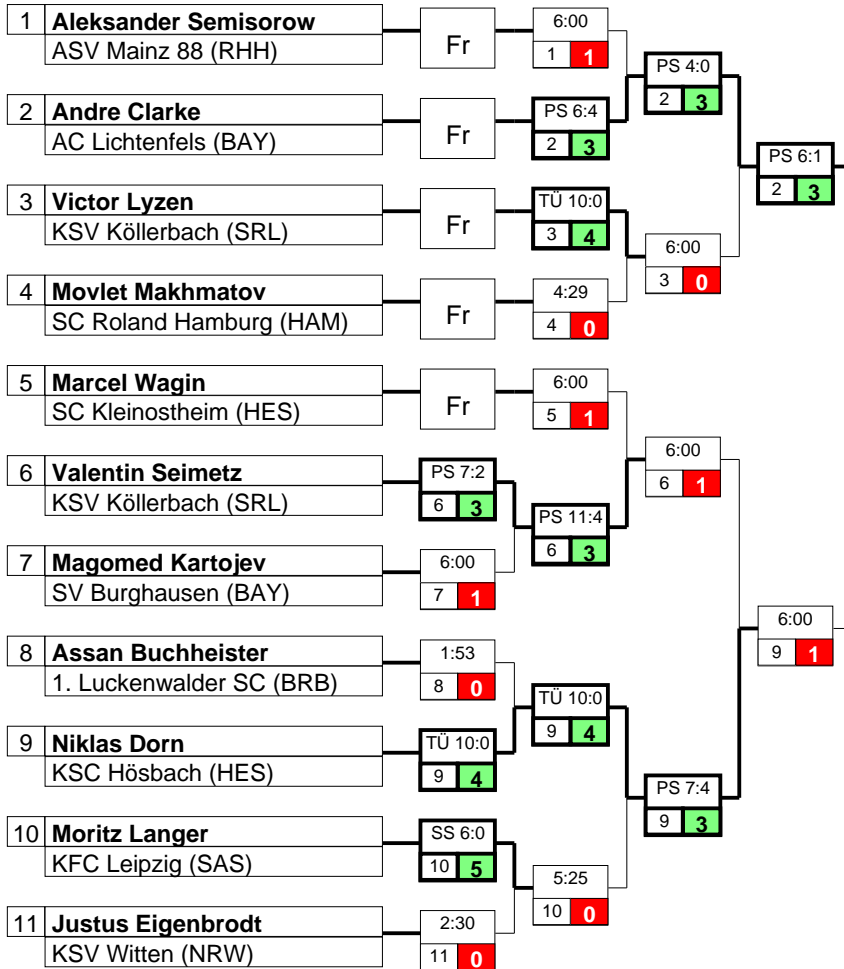 1 Aleksander Semisorow
ASV Mainz 88 (RHH)
Fr
6:00
1 1
PS 4:0
2 3
2 Andre Clarke
AC Lichtenfels (BAY)
Fr
PS 6:4
2 3
PS 6:1
2 3
3 Victor Lyzen
KSV Köllerbach (SRL)
Fr
TÜ 10:0
3 4
6:00
3 0
4 Movlet Makhmatov
SC Roland Hamburg (HAM)
Fr
4:29
4 0
5 Marcel Wagin
SC Kleinostheim (HES)
Fr
6:00
5 1
6:00
6 1
6 Valentin Seimetz
KSV Köllerbach (SRL)
PS 7:2
6 3
PS 11:4
6 3
7 Magomed Kartojev
SV Burghausen (BAY)
6:00
7 1
6:00
9 1
8 Assan Buchheister
1. Luckenwalder SC (BRB)
1:53
8 0
TÜ 10:0
9 4
9 Niklas Dorn
KSC Hösbach (HES)
TÜ 10:0
9 4
PS 7:4
9 3
10 Moritz Langer
KFC Leipzig (SAS)
SS 6:0
10 5
5:25
10 0
11 Justus Eigenbrodt
KSV Witten (NRW)
2:30
11 0